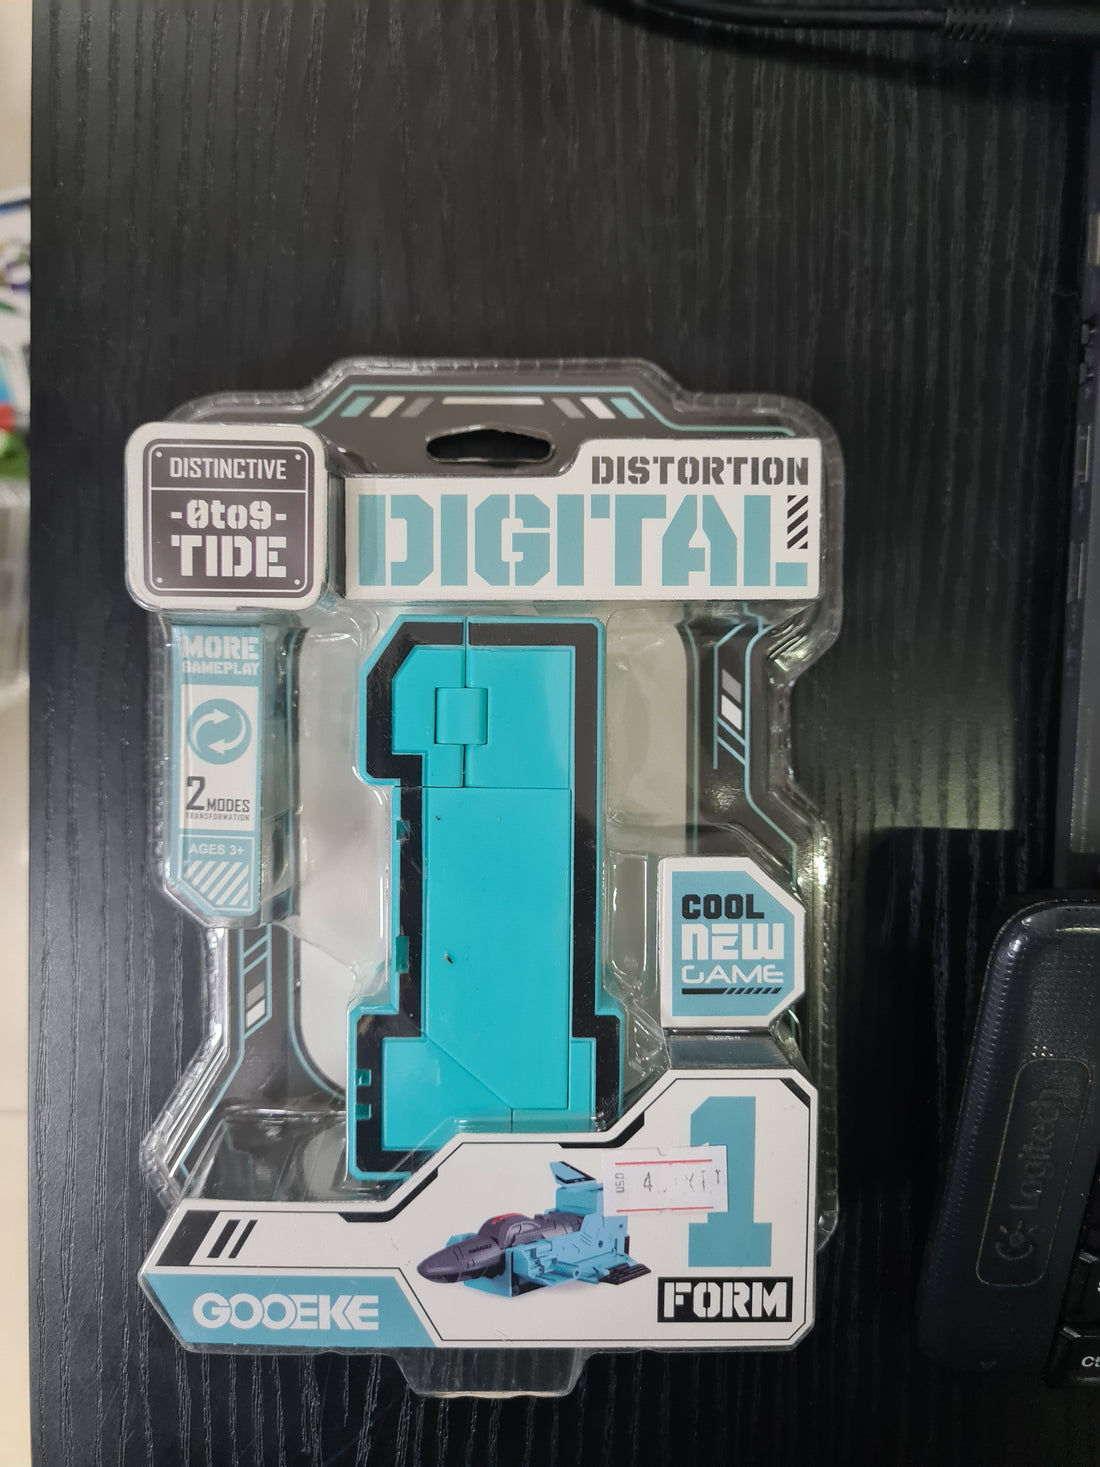 DISTINCTIVE
-0to9-
TIDE
DISTORTION
DIGITAL
MORE
GAMEPLAY
2 MODES
TRANSFORMATION
AGES 3+
COOL
NEW
GAME
1
USD 4
FORM
GOOEKE
Logitech